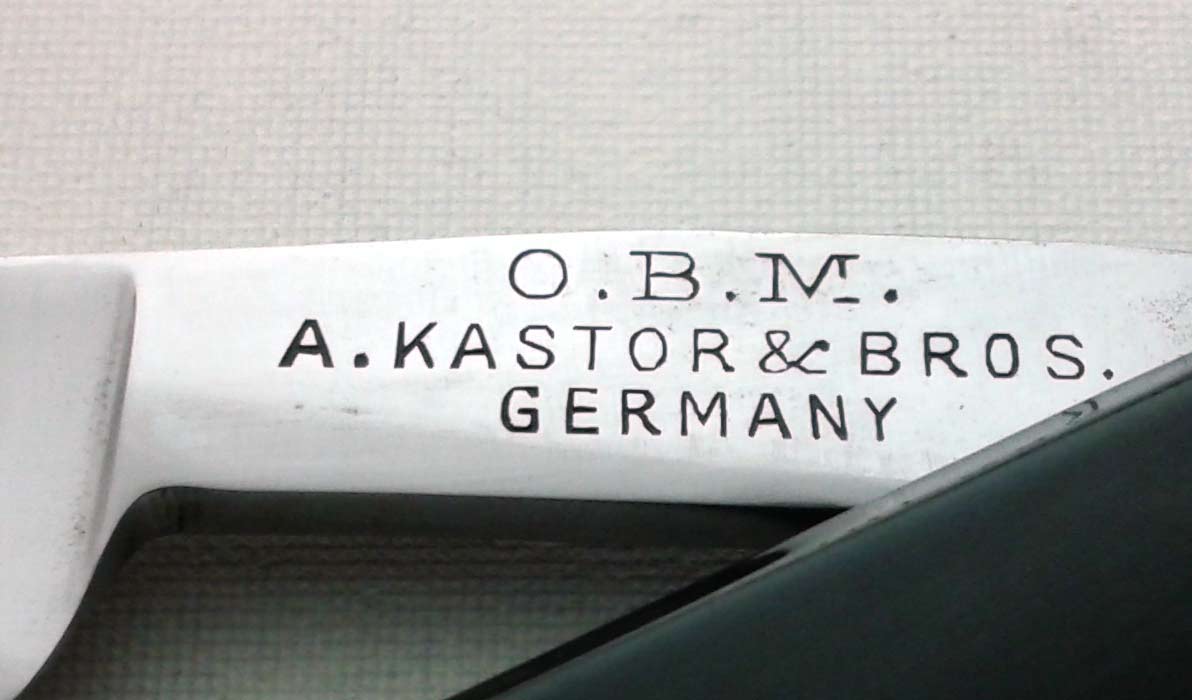 O.B.M.
A.KASTOR & BROS.
GERMANY